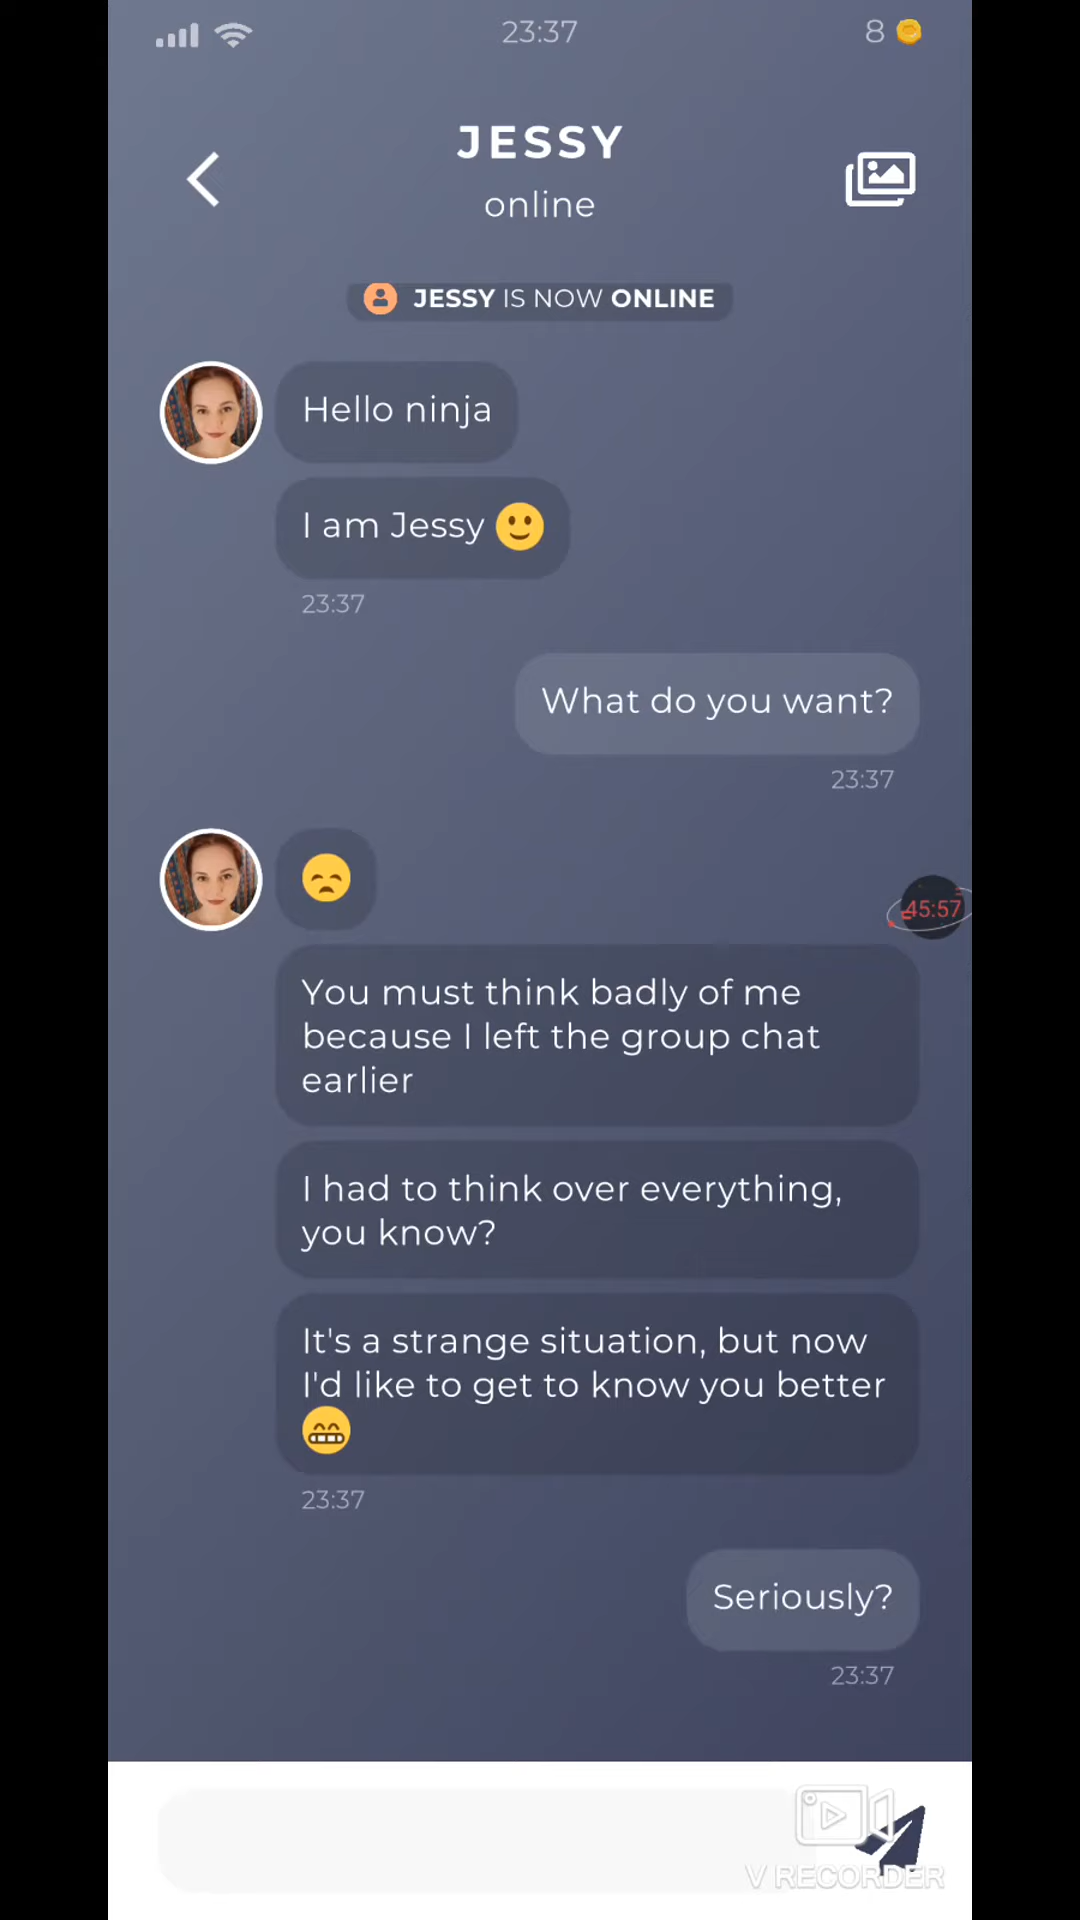 23:37
8
JESSY
online
JESSY IS NOW ONLINE
Hello ninja
I am Jessy
23:37
What do you want?
23:37
45:57
You must think badly of me
because I left the group chat
earlier
I had to think over everything,
you know?
It's a strange situation, but now
I'd like to get to know you better
23:37
Seriously?
23:37
V RECORDER